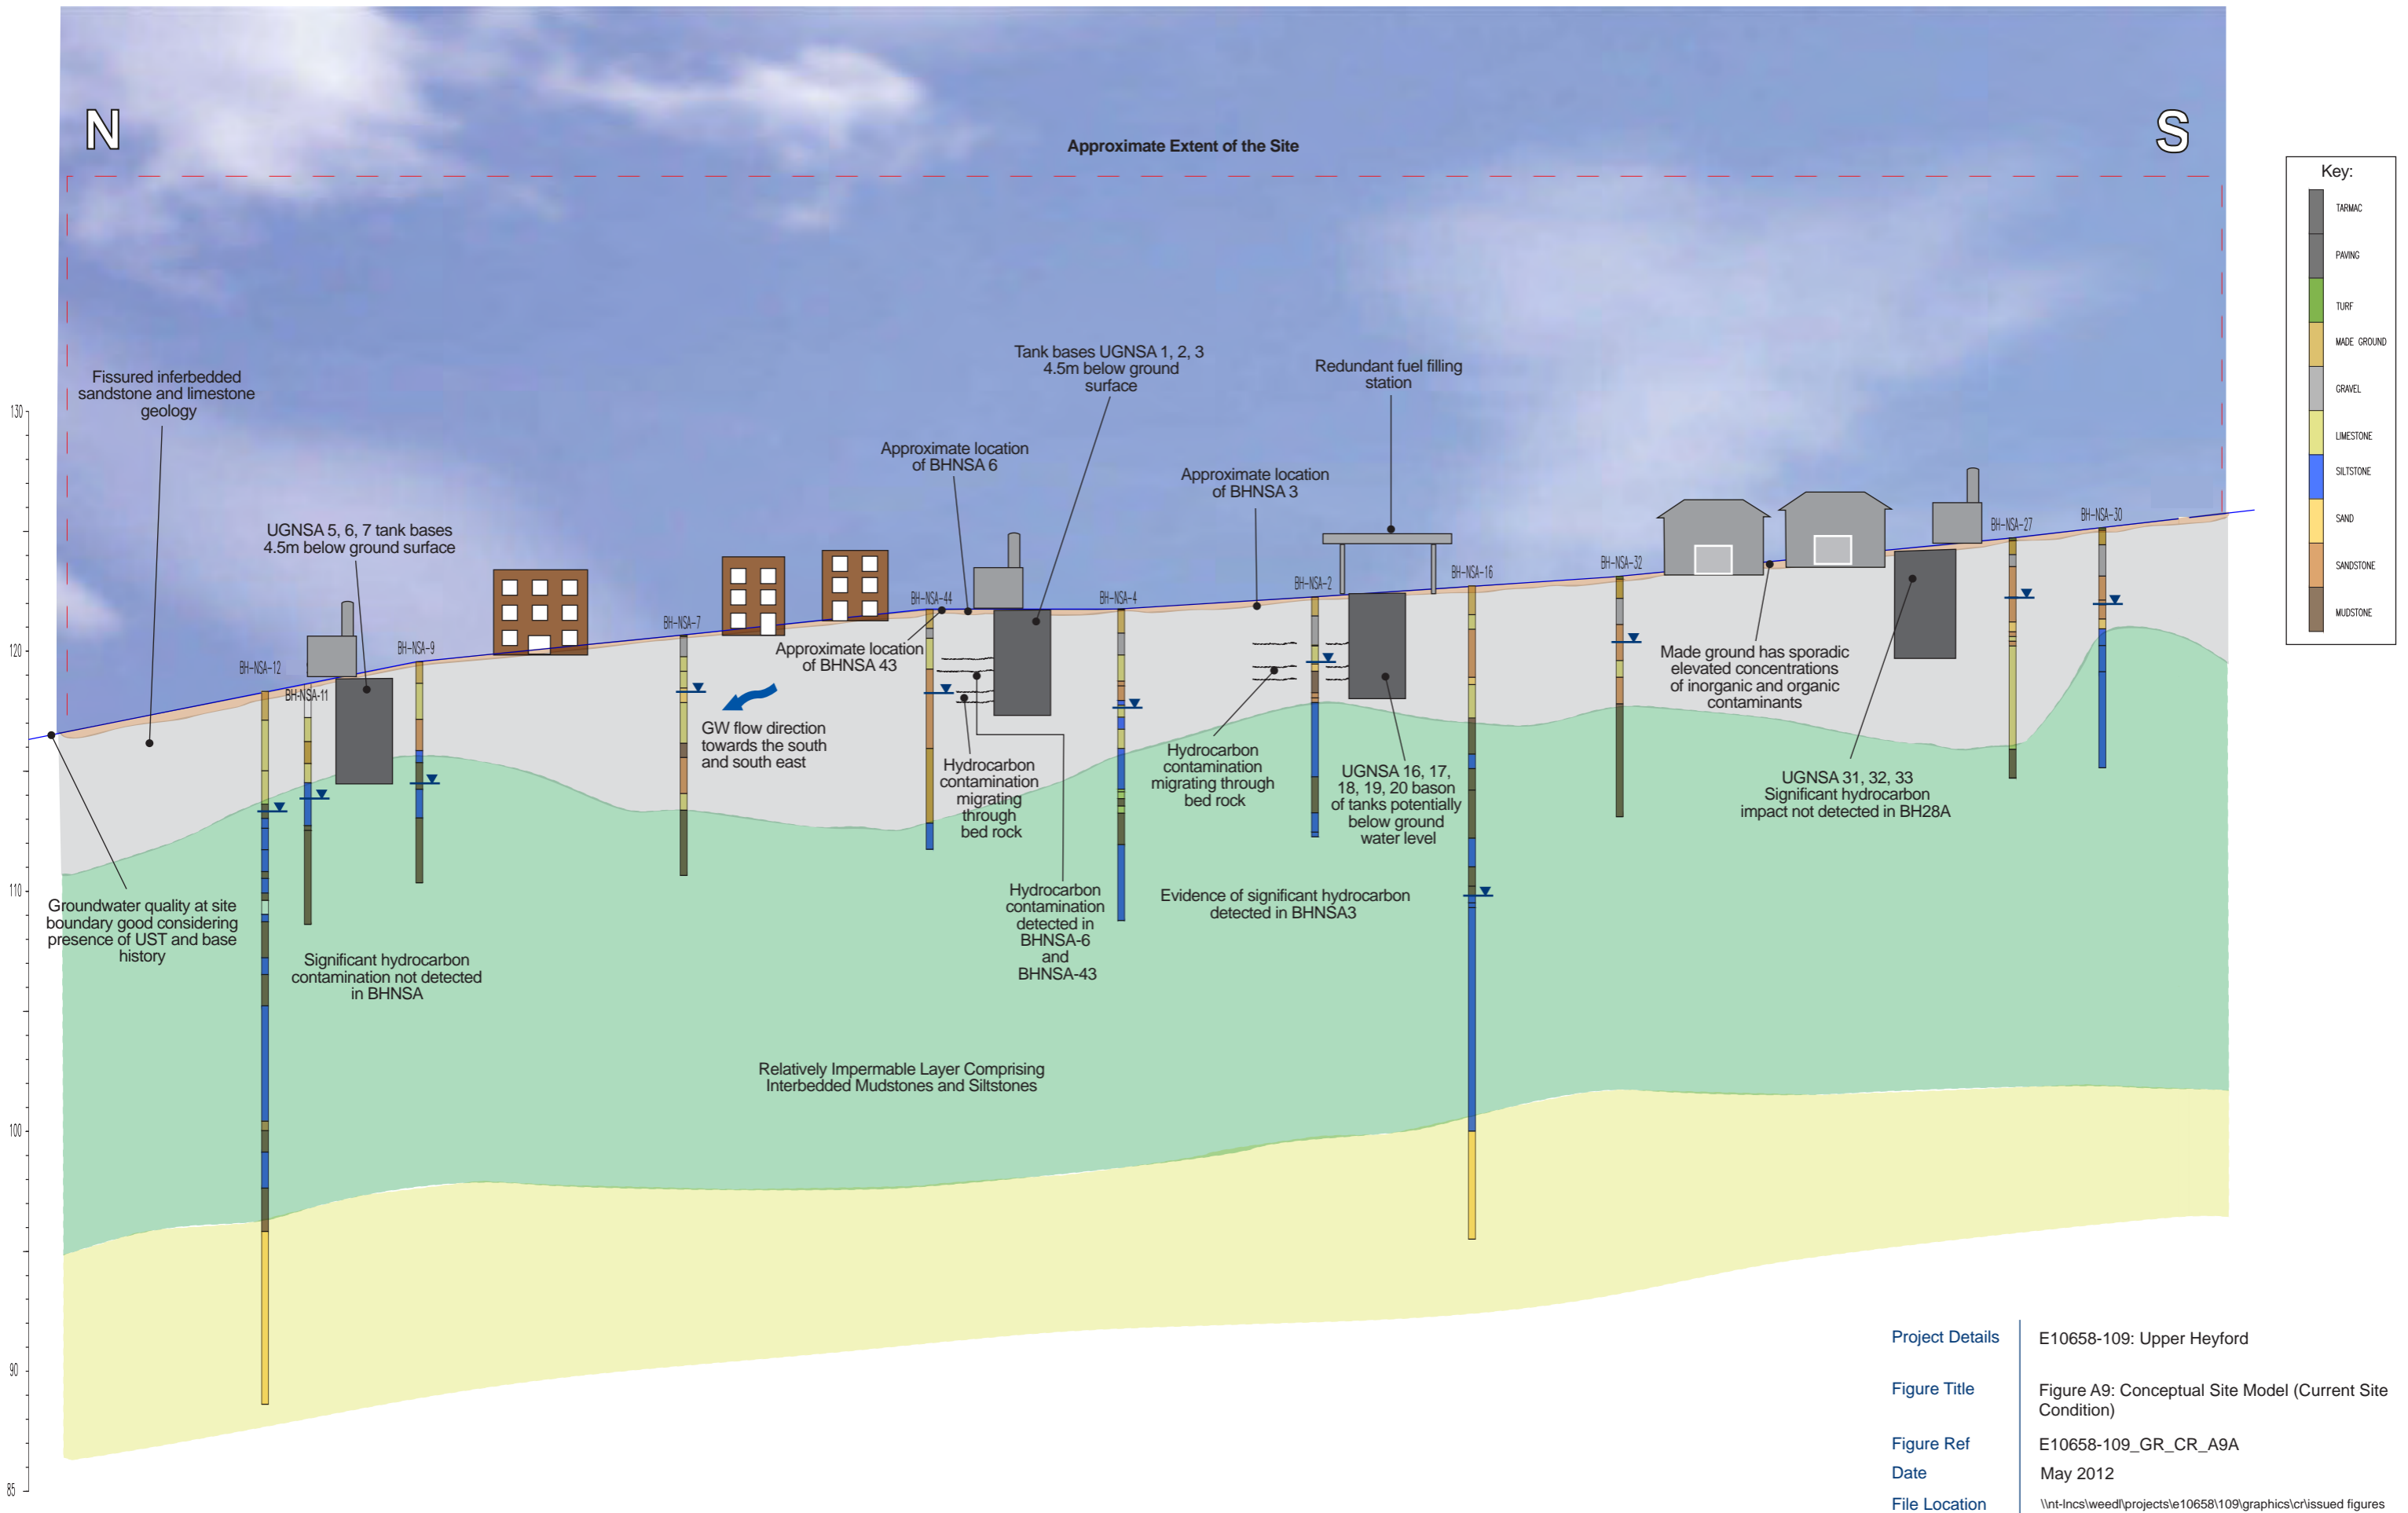 N
S
Approximate Extent of the Site
Key:
TARMAC
PAVING
TURF
MADE GROUND
GRAVEL
LIMESTONE
SILTSTONE
SAND
SANDSTONE
MUDSTONE
130
120
110
100
90
85
Fissured inferbedded
sandstone and limestone
geology
UGNSA 5, 6, 7 tank bases
4.5m below ground surface
Approximate location
of BHNSA 6
Tank bases UGNSA 1, 2, 3
4.5m below ground
surface
Approximate location
of BHNSA 3
Redundant fuel filling
station
BH-NSA-12
BH-NSA-11
BH-NSA-9
BH-NSA-7
BH-NSA-44
BH-NSA-4
BH-NSA-2
BH-NSA-16
BH-NSA-32
BH-NSA-27
BH-NSA-30
Approximate location
of BHNSA 43
GW flow direction
towards the south
and south east
Hydrocarbon
contamination
migrating
through
bed rock
Hydrocarbon
contamination
migrating through
bed rock
UGNSA 16, 17,
18, 19, 20 bason
of tanks potentially
below ground
water level
Made ground has sporadic
elevated concentrations
of inorganic and organic
contaminants
UGNSA 31, 32, 33
Significant hydrocarbon
impact not detected in BH28A
Groundwater quality at site
boundary good considering
presence of UST and base
history
Significant hydrocarbon
contamination not detected
in BHNSA
Hydrocarbon
contamination
detected in
BHNSA-6
and
BHNSA-43
Evidence of significant hydrocarbon
detected in BHNSA3
Relatively Impermable Layer Comprising
Interbedded Mudstones and Siltstones
Project Details E10658-109: Upper Heyford
Figure Title Figure A9: Conceptual Site Model (Current Site
Condition)
Figure Ref E10658-109_GR_CR_A9A
Date May 2012
File Location \\nt-lncs\weedl\projects\e10658\109\graphics\cr\issued figures